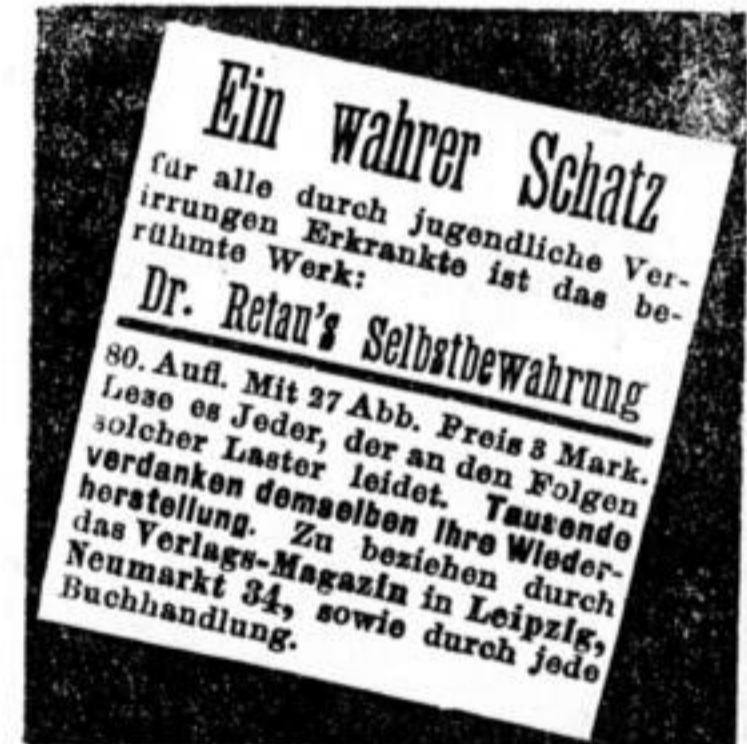 Ein wahrer Schatz
für alle durch jugendliche Ver-
irrungen Erkrankte ist das be-
rühmte Werk:
Dr. Retau's Selbstbewahrung
80. Aufl. Mit 27 Abb. Preis 3 Mark.
Lese es Jeder, der an den Folgen
solcher Laster leidet. Tausende
verdanken demselben ihre Wieder-
herstellung. Zu beziehen durch
das Verlags-Magazin in Leipzig,
Neumarkt 34, sowie durch jede
Buchhandlung.